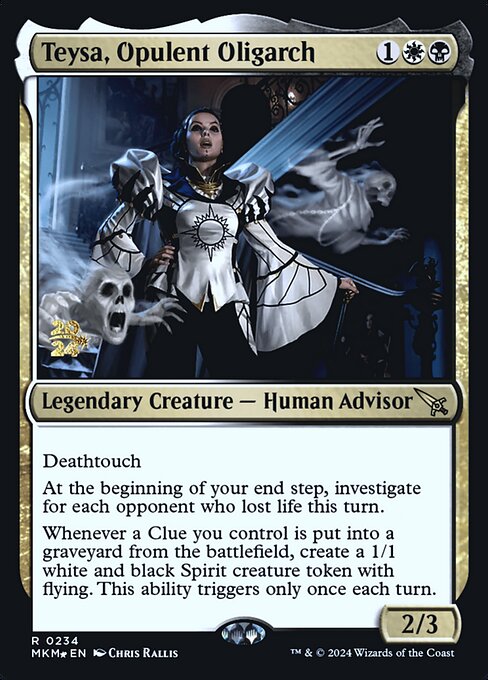 Teysa, Opulent Oligarch 1
Legendary Creature — Human Advisor
Deathtouch
At the beginning of your end step, investigate
for each opponent who lost life this turn.
Whenever a Clue you control is put into a
graveyard from the battlefield, create a 1/1
white and black Spirit creature token with
flying. This ability triggers only once each turn.
2/3
R 0234
MKM★EN Chris Rallis
™ & © 2024 Wizards of the Coast